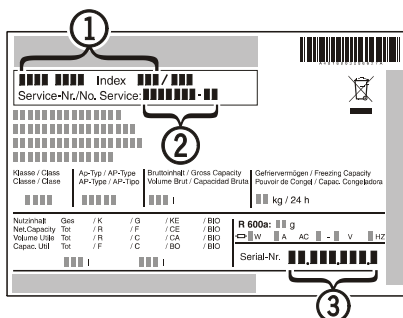 1
Index /
Service-Nr./No. Service: -
2
Klasse / Class
Classe / Clase
Ap-Typ / AP-Type
AP-Type / AP-Tipo
Bruttoinhalt / Gross Capacity
Volume Brut / Capacidad Bruta
Gefriervermögen / Freezing Capacity
Pouvoir de Congel / Capac. Congeladora
l
kg / 24 h
Nutzinhalt Ges / K / G / KE / BIO
Net.Capacity Tot / R / F / CE / BIO
Volume Utile Tot / R / C / CA / BIO
Capac. Util Tot / F / C / BO / BIO
l l
R 600a: g
W A AC - V HZ
Serial-Nr. . . .
3